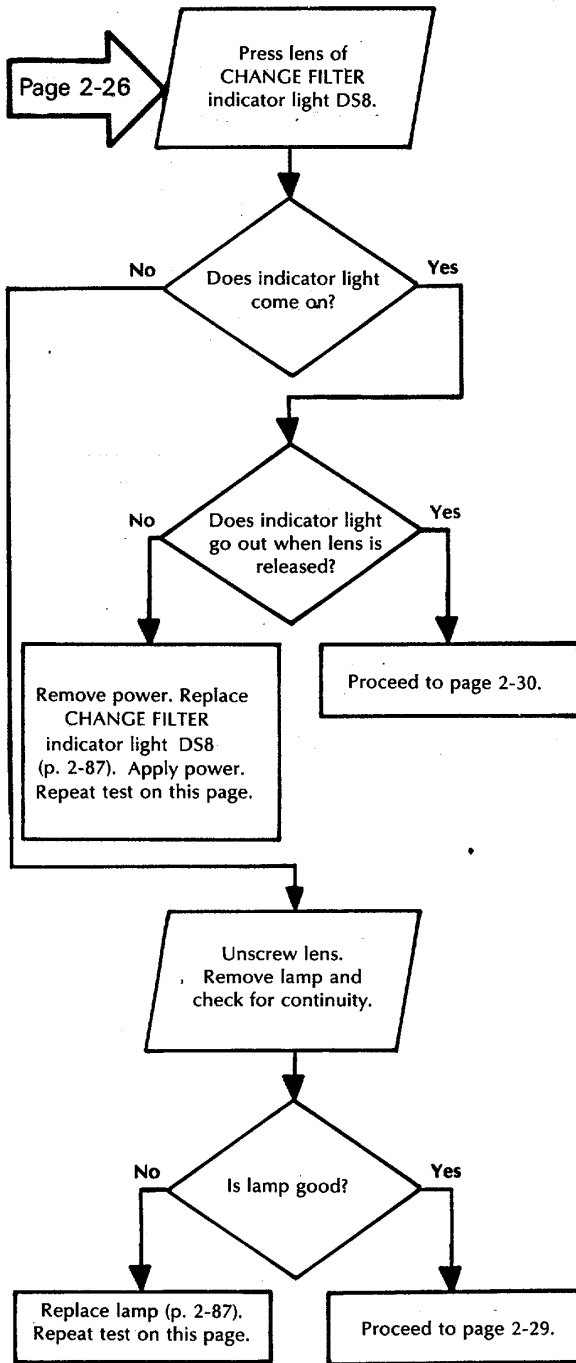 Page 2-26
Press lens of
CHANGE FILTER
indicator light DS8.
No
Yes
Does indicator light
come on?
No
Yes
Does indicator light
go out when lens is
released?
Remove power. Replace
CHANGE FILTER
indicator light DS8
(p. 2-87). Apply power.
Repeat test on this page.
Proceed to page 2-30.
Unscrew lens.
Remove lamp and
check for continuity.
No
Yes
Is lamp good?
Replace lamp (p. 2-87).
Repeat test on this page.
Proceed to page 2-29.